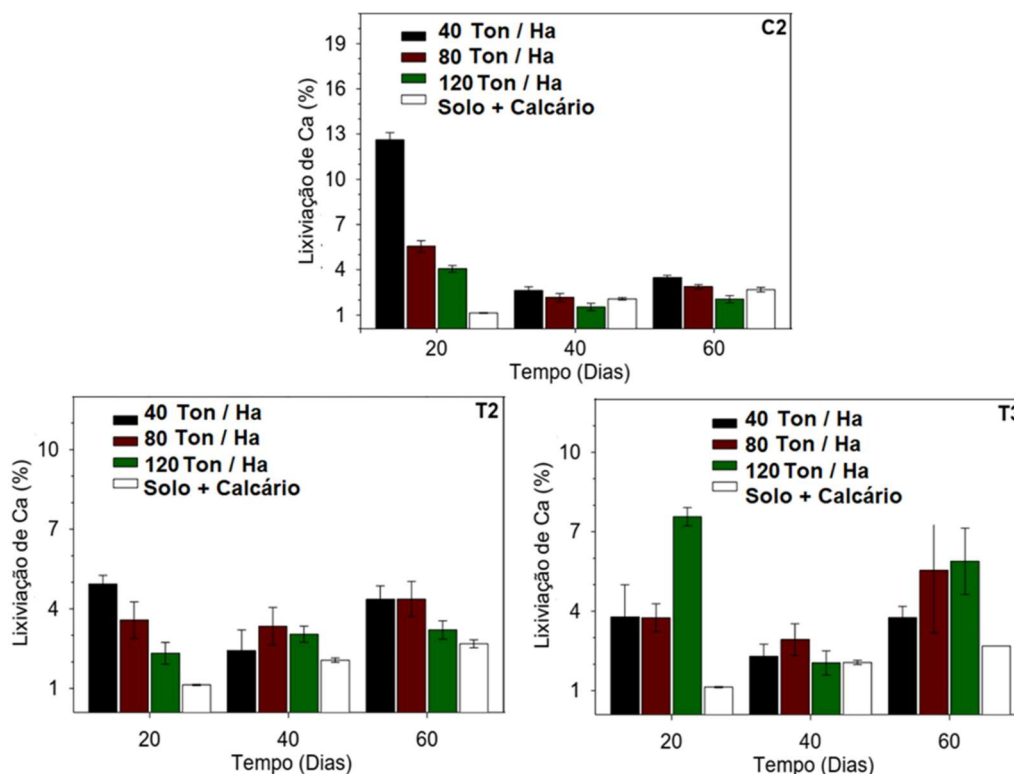 C2
40 Ton / Ha
80 Ton / Ha
120 Ton / Ha
Solo + Calcário
Lixiviação de Ca (%)
19
16
13
10
7
4
1
20 40 60
Tempo (Dias)
T2
40 Ton / Ha
80 Ton / Ha
120 Ton / Ha
Solo + Calcário
Lixiviação de Ca (%)
10
7
4
1
20 40 60
Tempo (Dias)
T3
40 Ton / Ha
80 Ton / Ha
120 Ton / Ha
Solo + Calcário
Lixiviação de Ca (%)
10
7
4
1
20 40 60
Tempo (Dias)